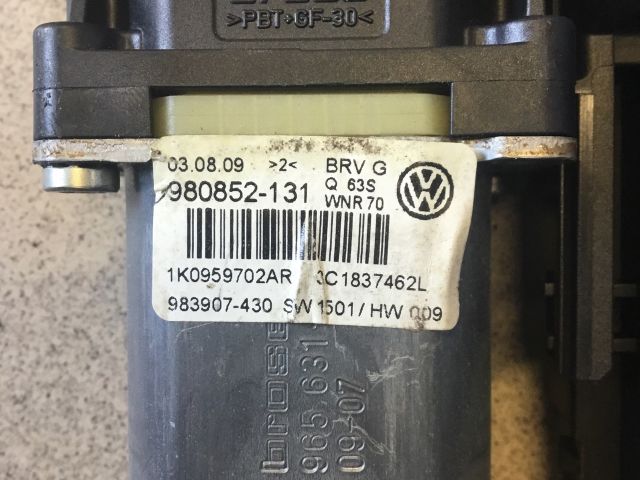 >PBT+GF-30<
03.08.09 >2< BRV G
980852-131 Q 63S
WNR 70
1K0959702AR 3C1837462L
983907-430 SW 1501 / HW 009
brose
965 631
09-07